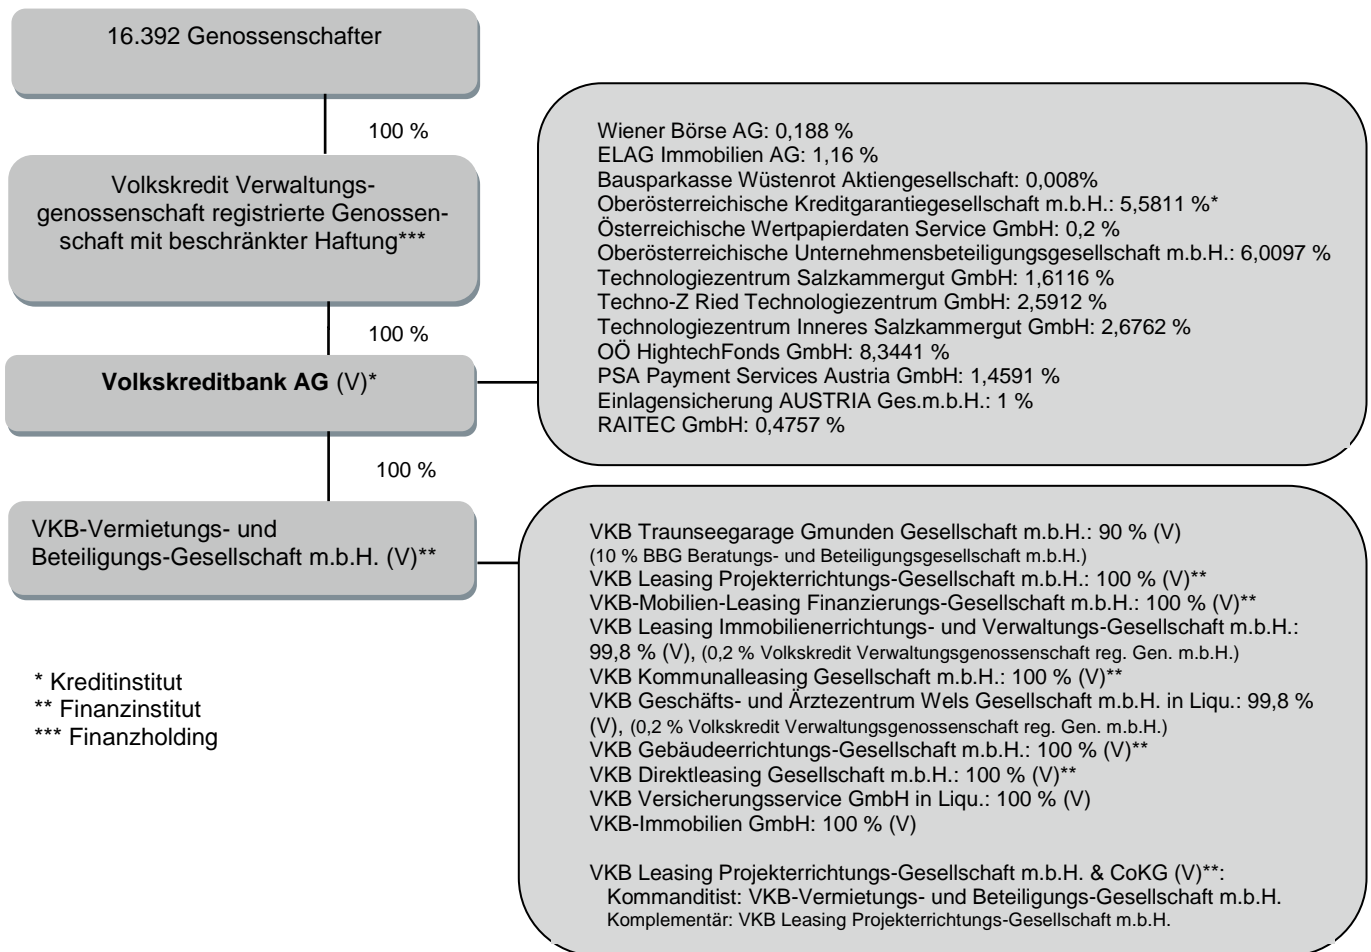 16.392 Genossenschafter
100 %
Volkskredit Verwaltungs-
genossenschaft registrierte Genossen-
schaft mit beschränkter Haftung***
100 %
Volkskreditbank AG (V)*
100 %
VKB-Vermietungs- und
Beteiligungs-Gesellschaft m.b.H. (V)**
* Kreditinstitut
** Finanzinstitut
*** Finanzholding
Wiener Börse AG: 0,188 %
ELAG Immobilien AG: 1,16 %
Bausparkasse Wüstenrot Aktiengesellschaft: 0,008%
Oberösterreichische Kreditgarantiegesellschaft m.b.H.: 5,5811 %*
Österreichische Wertpapierdaten Service GmbH: 0,2 %
Oberösterreichische Unternehmensbeteiligungsgesellschaft m.b.H.: 6,0097 %
Technologiezentrum Salzkammergut GmbH: 1,6116 %
Techno-Z Ried Technologiezentrum GmbH: 2,5912 %
Technologiezentrum Inneres Salzkammergut GmbH: 2,6762 %
OÖ HightechFonds GmbH: 8,3441 %
PSA Payment Services Austria GmbH: 1,4591 %
Einlagensicherung AUSTRIA Ges.m.b.H.: 1 %
RAITEC GmbH: 0,4757 %
VKB Traunseegarage Gmunden Gesellschaft m.b.H.: 90 % (V)
(10 % BBG Beratungs- und Beteiligungsgesellschaft m.b.H.)
VKB Leasing Projekterrichtungs-Gesellschaft m.b.H.: 100 % (V)**
VKB-Mobilien-Leasing Finanzierungs-Gesellschaft m.b.H.: 100 % (V)**
VKB Leasing Immobilienerrichtungs- und Verwaltungs-Gesellschaft m.b.H.:
99,8 % (V), (0,2 % Volkskredit Verwaltungsgenossenschaft reg. Gen. m.b.H.)
VKB Kommunalleasing Gesellschaft m.b.H.: 100 % (V)**
VKB Geschäfts- und Ärztezentrum Wels Gesellschaft m.b.H. in Liqu.: 99,8 %
(V), (0,2 % Volkskredit Verwaltungsgenossenschaft reg. Gen. m.b.H.)
VKB Gebäudeerrichtungs-Gesellschaft m.b.H.: 100 % (V)**
VKB Direktleasing Gesellschaft m.b.H.: 100 % (V)**
VKB Versicherungsservice GmbH in Liqu.: 100 % (V)
VKB-Immobilien GmbH: 100 % (V)
VKB Leasing Projekterrichtungs-Gesellschaft m.b.H. & CoKG (V)**:
Kommanditist: VKB-Vermietungs- und Beteiligungs-Gesellschaft m.b.H.
Komplementär: VKB Leasing Projekterrichtungs-Gesellschaft m.b.H.